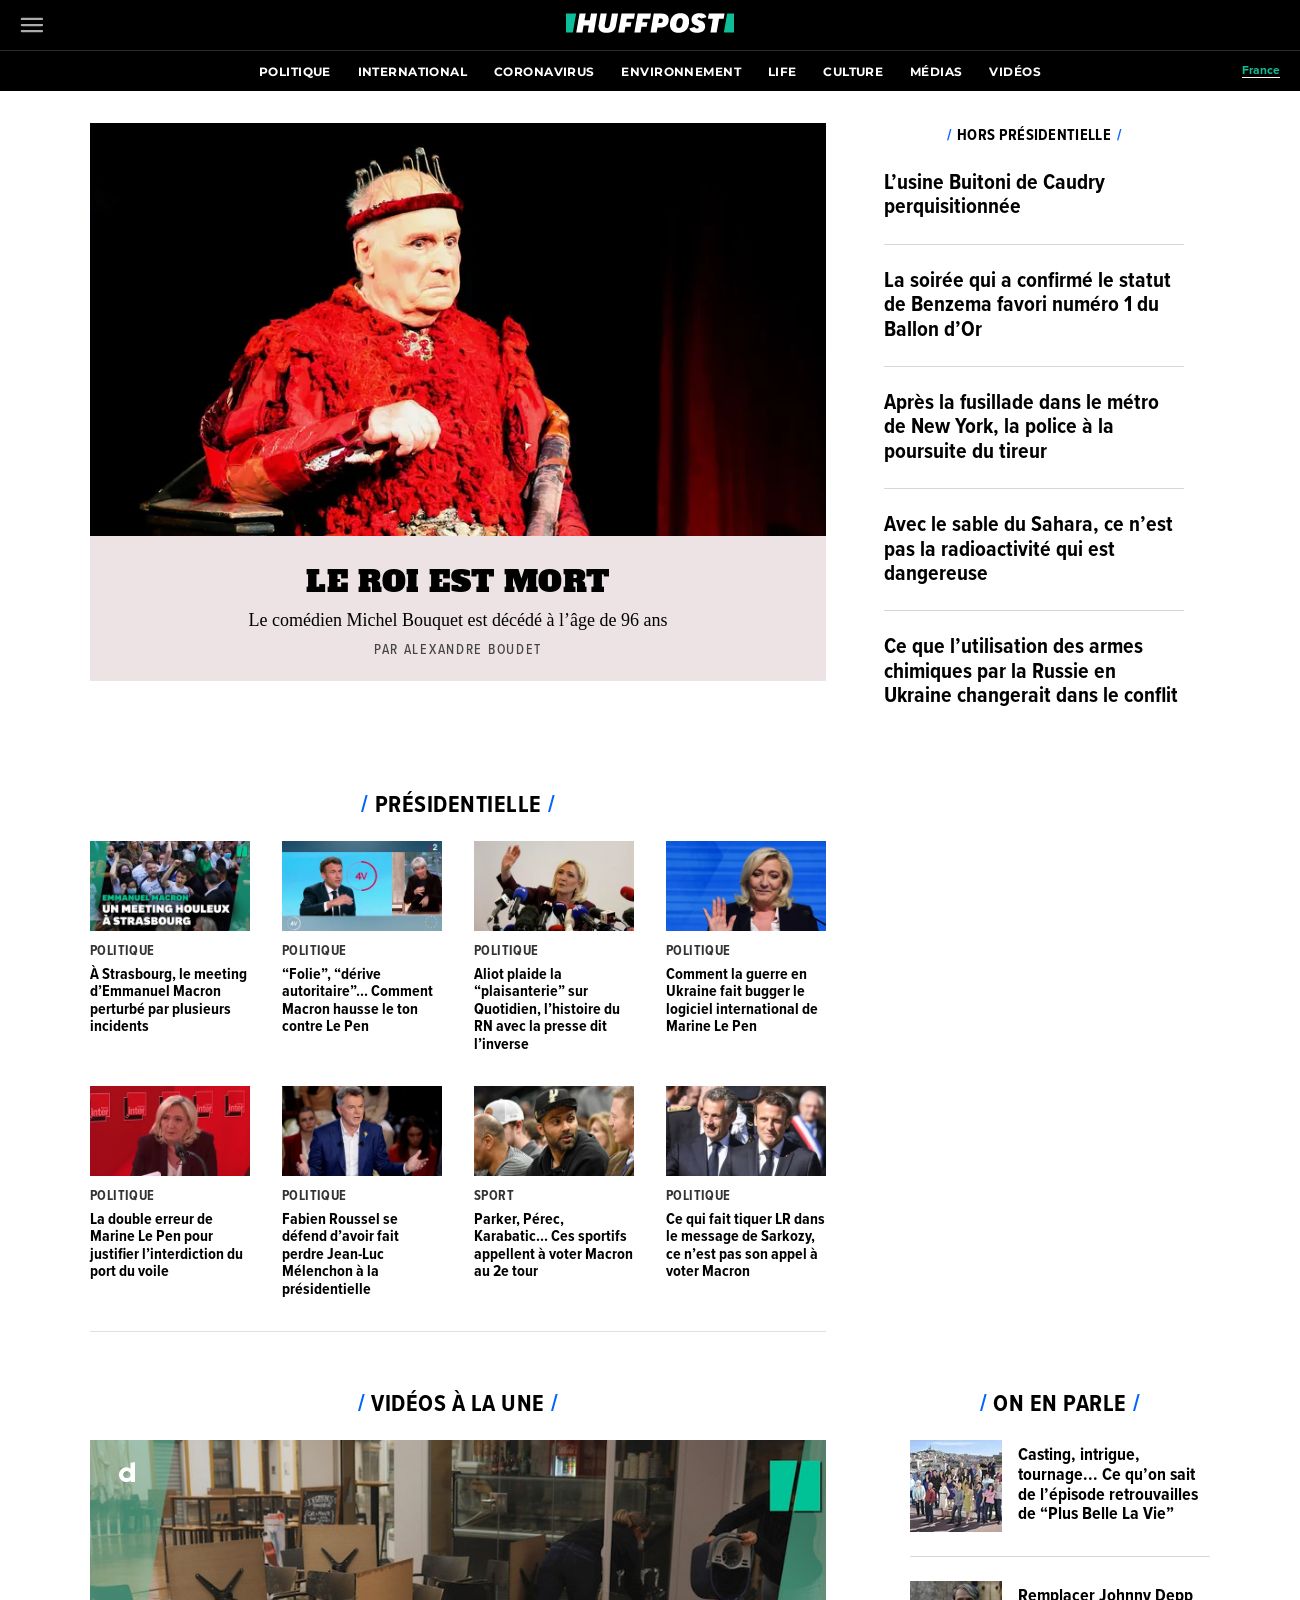 HUFFPOST
POLITIQUE INTERNATIONAL CORONAVIRUS ENVIRONNEMENT LIFE CULTURE MÉDIAS VIDÉOS
France
LE ROI EST MORT
Le comédien Michel Bouquet est décédé à l’âge de 96 ans
PAR ALEXANDRE BOUDET
/ HORS PRÉSIDENTIELLE /
L’usine Buitoni de Caudry
perquisitionnée
La soirée qui a confirmé le statut
de Benzema favori numéro 1 du
Ballon d’Or
Après la fusillade dans le métro
de New York, la police à la
poursuite du tireur
Avec le sable du Sahara, ce n’est
pas la radioactivité qui est
dangereuse
Ce que l’utilisation des armes
chimiques par la Russie en
Ukraine changerait dans le conflit
/ PRÉSIDENTIELLE /
EMMANUEL MACRON
UN MEETING HOULEUX
À STRASBOURG
POLITIQUE
À Strasbourg, le meeting
d’Emmanuel Macron
perturbé par plusieurs
incidents
2
4V
4V
POLITIQUE
“Folie”, “dérive
autoritaire”... Comment
Macron hausse le ton
contre Le Pen
POLITIQUE
Aliot plaide la
“plaisanterie” sur
Quotidien, l’histoire du
RN avec la presse dit
l’inverse
POLITIQUE
Comment la guerre en
Ukraine fait bugger le
logiciel international de
Marine Le Pen
inter inter inter inter
POLITIQUE
La double erreur de
Marine Le Pen pour
justifier l’interdiction du
port du voile
POLITIQUE
Fabien Roussel se
défend d’avoir fait
perdre Jean-Luc
Mélenchon à la
présidentielle
SPORT
Parker, Pérec,
Karabatic... Ces sportifs
appellent à voter Macron
au 2e tour
POLITIQUE
Ce qui fait tiquer LR dans
le message de Sarkozy,
ce n’est pas son appel à
voter Macron
/ VIDÉOS À LA UNE /
d
/ ON EN PARLE /
Casting, intrigue,
tournage... Ce qu’on sait
de l’épisode retrouvailles
de “Plus Belle La Vie”
Remplacer Johnny Depp